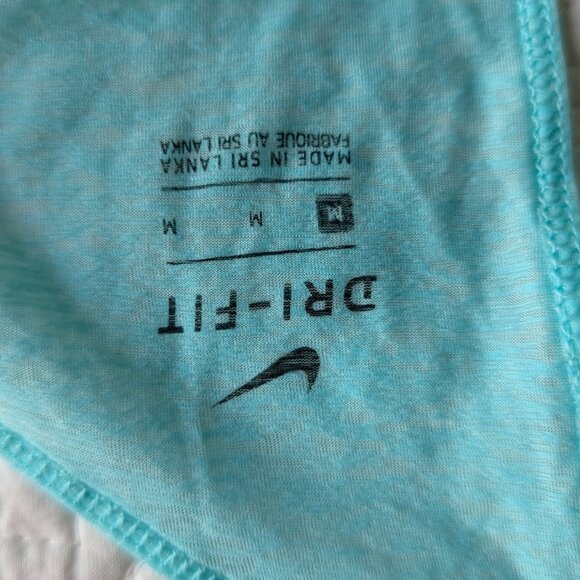 DRI-FIT
M M M
MADE IN SRI LANKA
FABRIQUE AU SRI LANKA